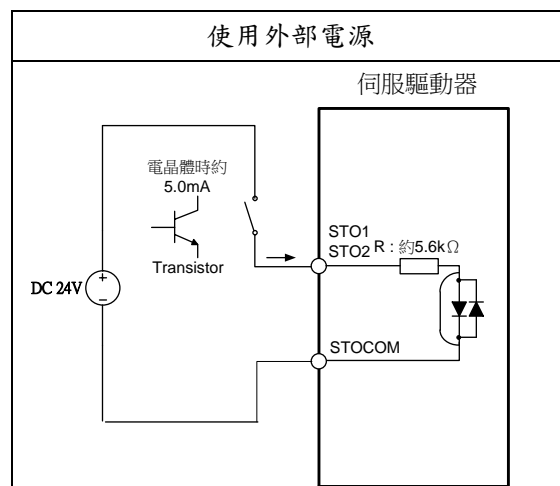 使用外部電源
伺服驅動器
電晶體時約
5.0mA
Transistor
STO1
STO2
R：約5.6kΩ
DC 24V
+
−
STOCOM